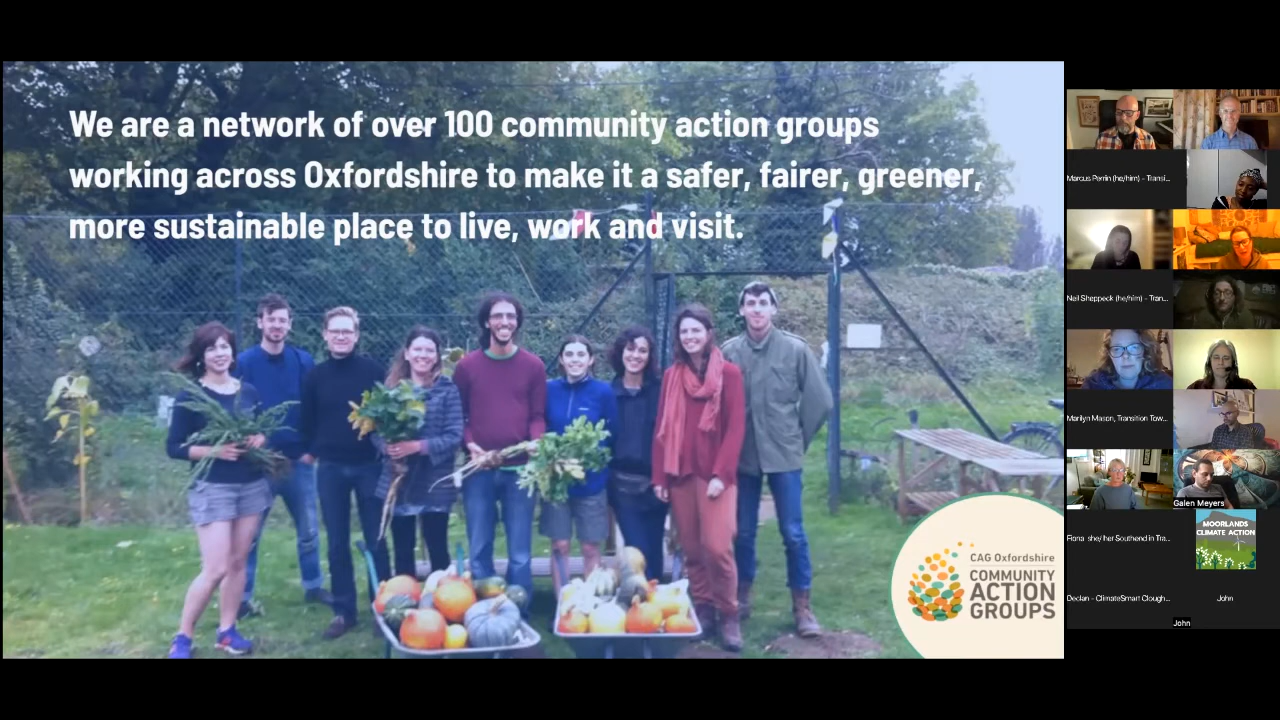 We are a network of over 100 community action groups
working across Oxfordshire to make it a safer, fairer, greener,
more sustainable place to live, work and visit.
CAG Oxfordshire
COMMUNITY
ACTION
GROUPS
Marcus Perrin (he/him) - Transi...
Neil Sheppeck (he/him) - Tran...
Marilyn Mason, Transition Tow...
Galen Meyers
Fiona she/her Southend in Tra...
MOORLANDS
CLIMATE ACTION
Declan - ClimateSmart Clough...
John
John